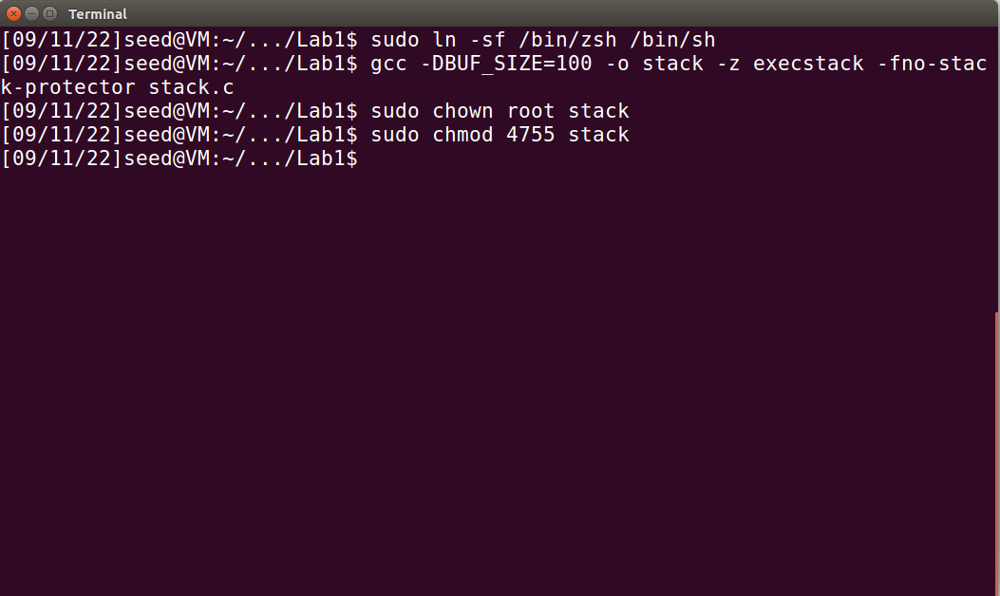 Terminal
[09/11/22]seed@VM:~/.../Lab1$ sudo ln -sf /bin/zsh /bin/sh
[09/11/22]seed@VM:~/.../Lab1$ gcc -DBUF_SIZE=100 -o stack -z execstack -fno-stac
k-protector stack.c
[09/11/22]seed@VM:~/.../Lab1$ sudo chown root stack
[09/11/22]seed@VM:~/.../Lab1$ sudo chmod 4755 stack
[09/11/22]seed@VM:~/.../Lab1$